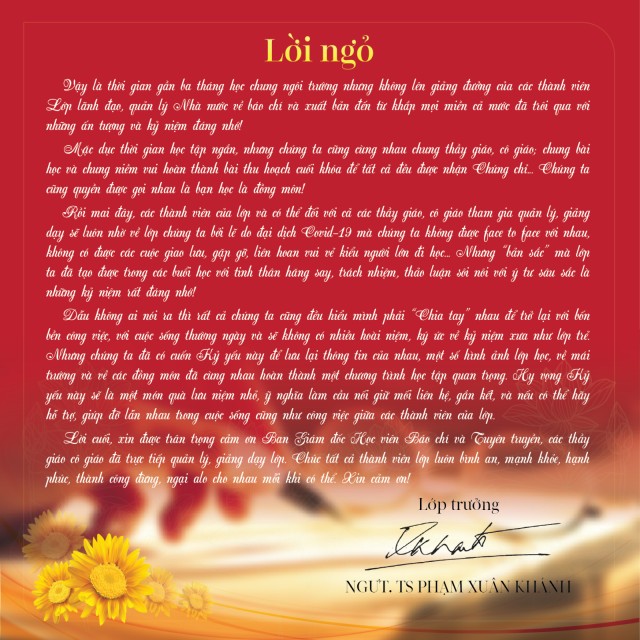 Lời ngỏ
Vậy là thời gian gần ba tháng học chung ngôi trường nhưng không lên giảng đường của các thành viên
Lớp lãnh đạo, quản lý Nhà nước về báo chí và xuất bản đến từ khắp mọi miền cả nước đã trôi qua với
những ấn tượng và kỷ niệm đáng nhớ!
Mặc dục thời gian học tập ngắn, nhưng chúng ta cũng cùng nhau chung thầy giáo, cô giáo; chung bài
học và chung niềm vui hoàn thành bài thu hoạch cuối khóa để tất cả đều được nhận Chứng chỉ... Chúng ta
cũng quyền được gọi nhau là bạn học là đồng môn!
Rồi mai đây, các thành viên của lớp và có thể đối với cả các thầy giáo, cô giáo tham gia quản lý, giảng
dạy sẽ luôn nhớ về lớp chúng ta bởi lẽ do đại dịch Covid-19 mà chúng ta không được face to face với nhau,
không có được các cuộc giao lưu, gặp gỡ, liên hoan vui vẻ kiểu người lớn đi học... Nhưng “bản sắc” mà lớp
ta đã tạo được trong các buổi học với tinh thần hăng say, trách nhiệm, thảo luận sôi nổi với ý tư sâu sắc là
những kỷ niệm rất đáng nhớ!
Dẫu không ai nói ra thì rất cả chúng ta cũng đều hiểu mình phải “Chia tay” nhau để trở lại với bốn
bên công việc, với cuộc sống thường ngày và sẽ không có nhiều hoài niệm, ký ức về kỷ niệm xưa như lớp trẻ.
Nhưng chúng ta đã có cuốn Kỷ yếu này để lưu lại thông tin của nhau, một số hình ảnh lớp học, về mái
trường và về các đồng môn đã cùng nhau hoàn thành một chương trình học tập quan trọng. Hy vọng Kỷ
yếu này sẽ là một món quà lưu niệm nhỏ, ý nghĩa làm cầu nối giữ mối liên hệ, gắn kết, và nếu có thể hãy
hỗ trợ, giúp đỡ lẫn nhau trong cuộc sống cũng như công việc giữa các thành viên của lớp.
Lời cuối, xin được trân trọng cảm ơn Ban Giám đốc Học viện Báo chí và Tuyên truyền, các thầy
giáo cô giáo đã trực tiếp quản lý, giảng dạy lớp. Chúc tất cả thành viên lớp luôn bình an, mạnh khỏe, hạnh
phúc, thành công đừng, ngại alo cho nhau mỗi khi có thể. Xin cảm ơn!
Lớp trưởng
NGƯT. TS PHẠM XUÂN KHÁNH